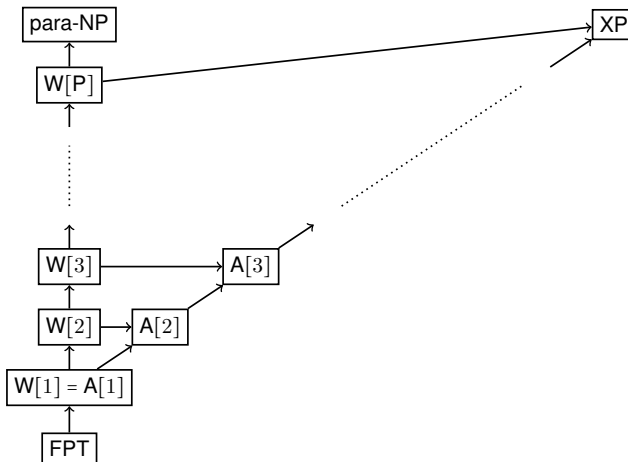 para-NP
XP
W[P]
W[3]
A[3]
W[2]
A[2]
W[1] = A[1]
FPT